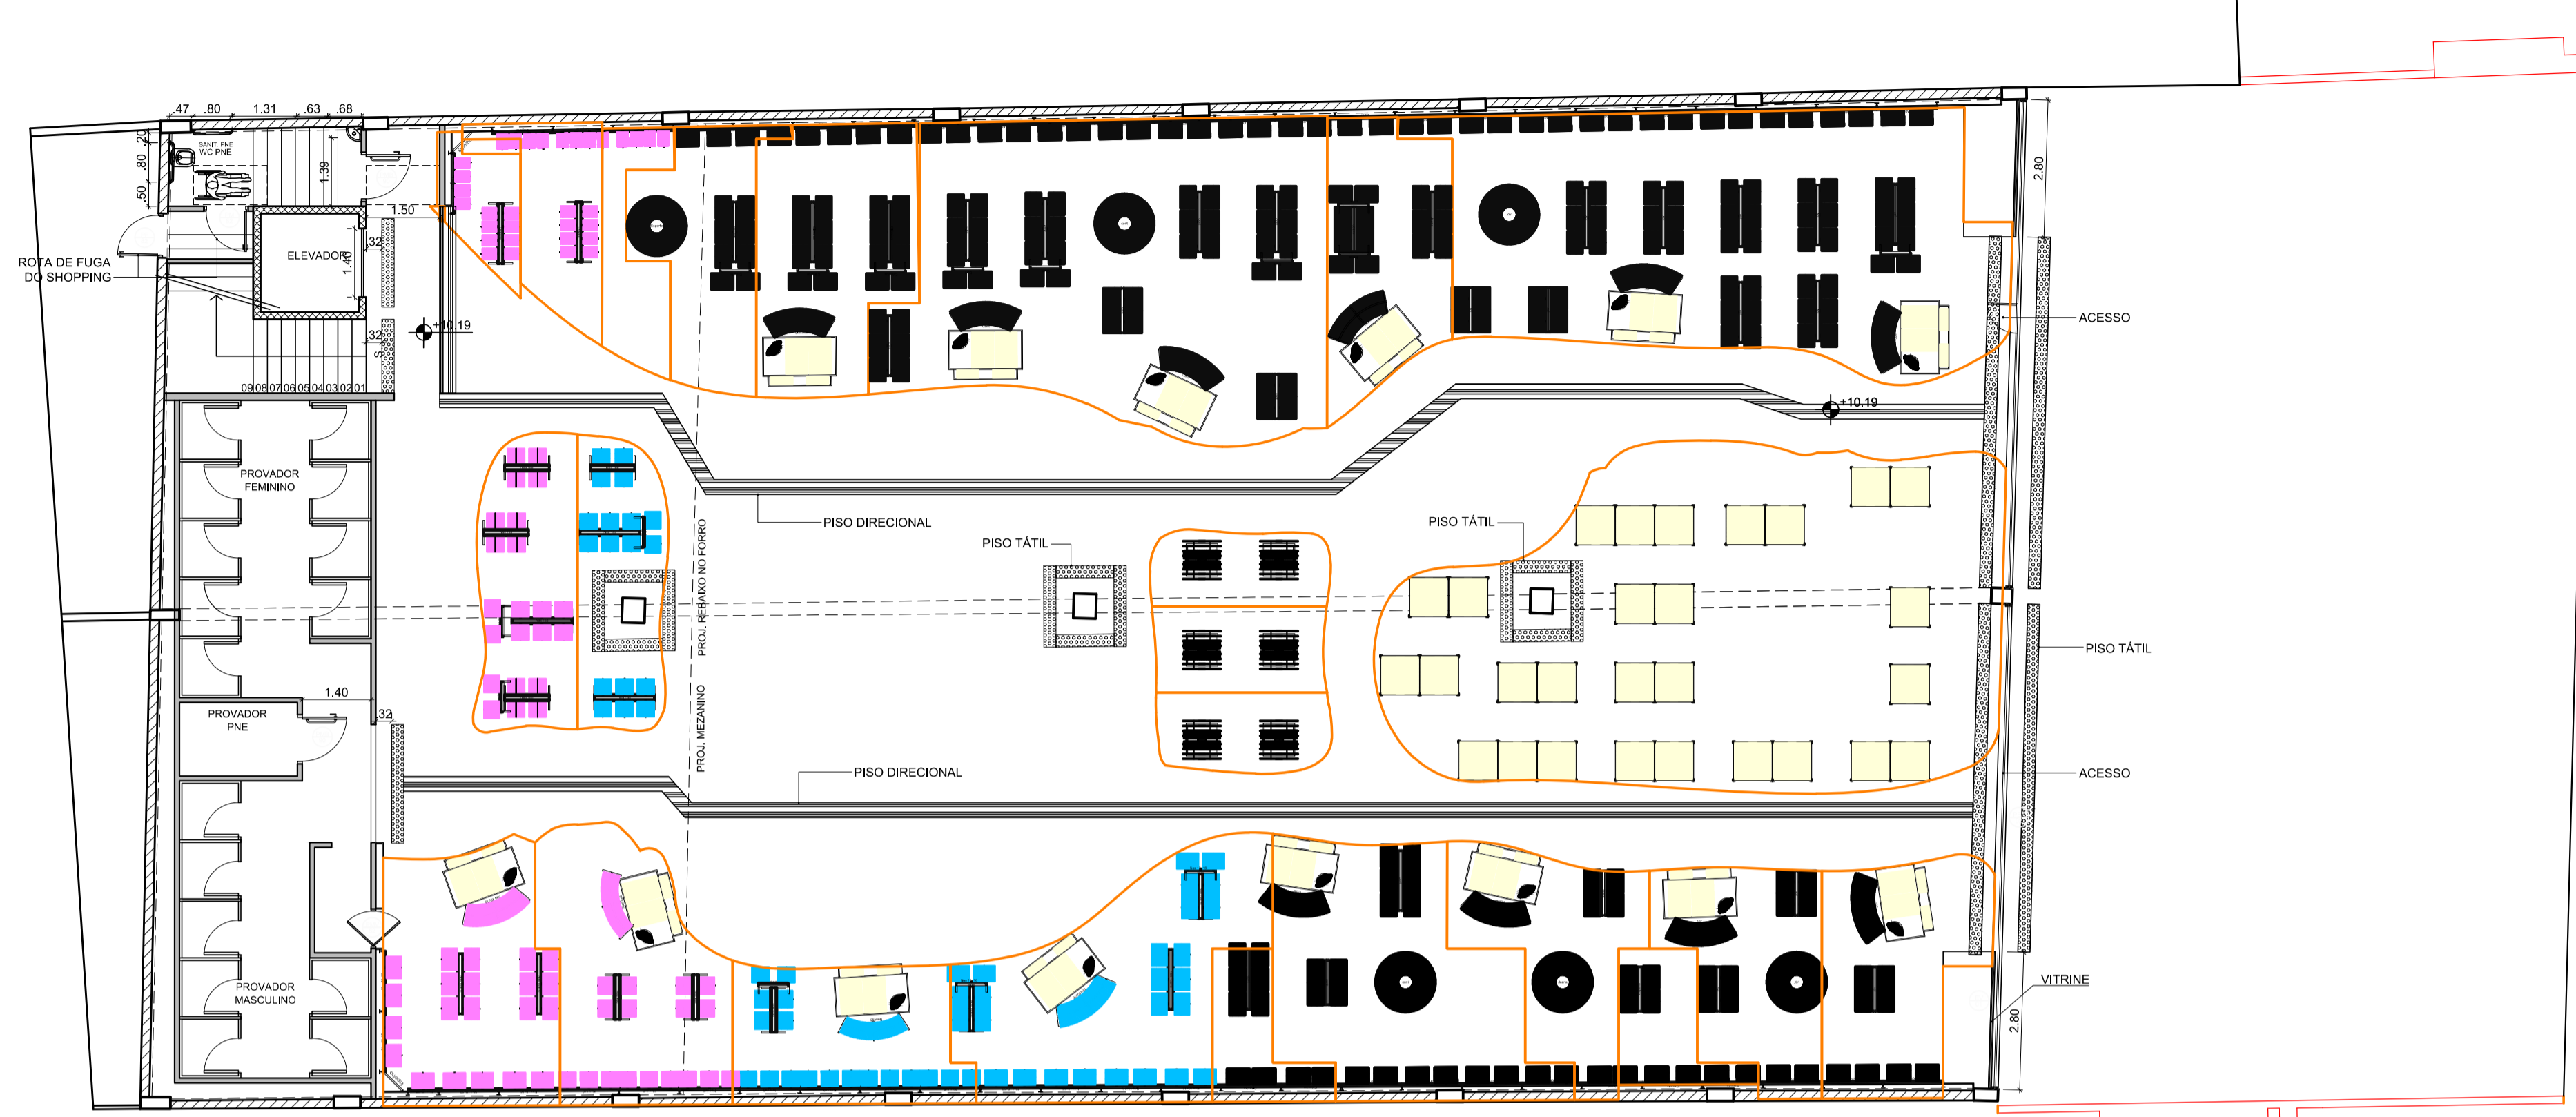 .47 .80 1.31 .63 .68
.20
.80
.50
SANIT. PNE
WC PNE
1.39
1.50
2.80
ELEVADOR
.32
1.40
ROTA DE FUGA
DO SHOPPING
+10.19
.32
S
09 08 07 06 05 04 03 02 01
ACESSO
+10.19
PROVADOR
FEMININO
PISO DIRECIONAL
PISO TÁTIL
PISO TÁTIL
PROJ. REBAIXO NO FORRO
PROJ. MEZANINO
PISO TÁTIL
1.40
.32
PROVADOR
PNE
PISO DIRECIONAL
ACESSO
PROVADOR
MASCULINO
VITRINE
2.80